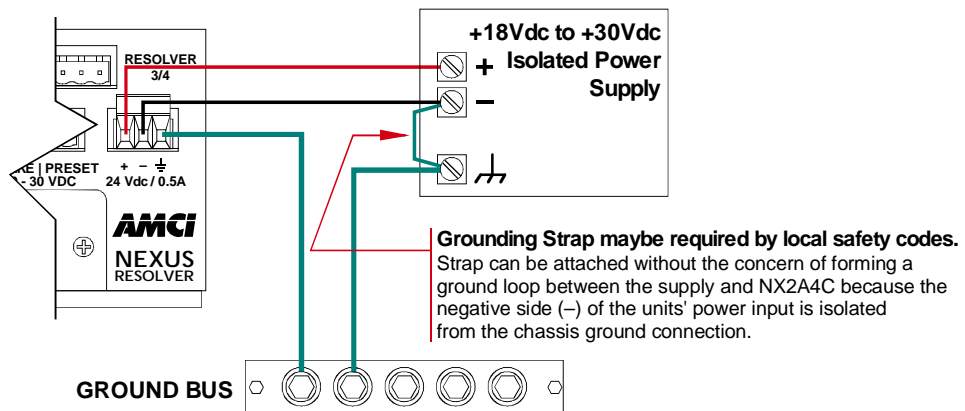 RESOLVER
3/4
KE | PRESET
- 30 VDC
+ −
24 Vdc / 0.5A
AMCI
NEXUS
RESOLVER
+18Vdc to +30Vdc
Isolated Power
Supply
+
−
Grounding Strap maybe required by local safety codes.
Strap can be attached without the concern of forming a
ground loop between the supply and NX2A4C because the
negative side (–) of the units' power input is isolated
from the chassis ground connection.
GROUND BUS